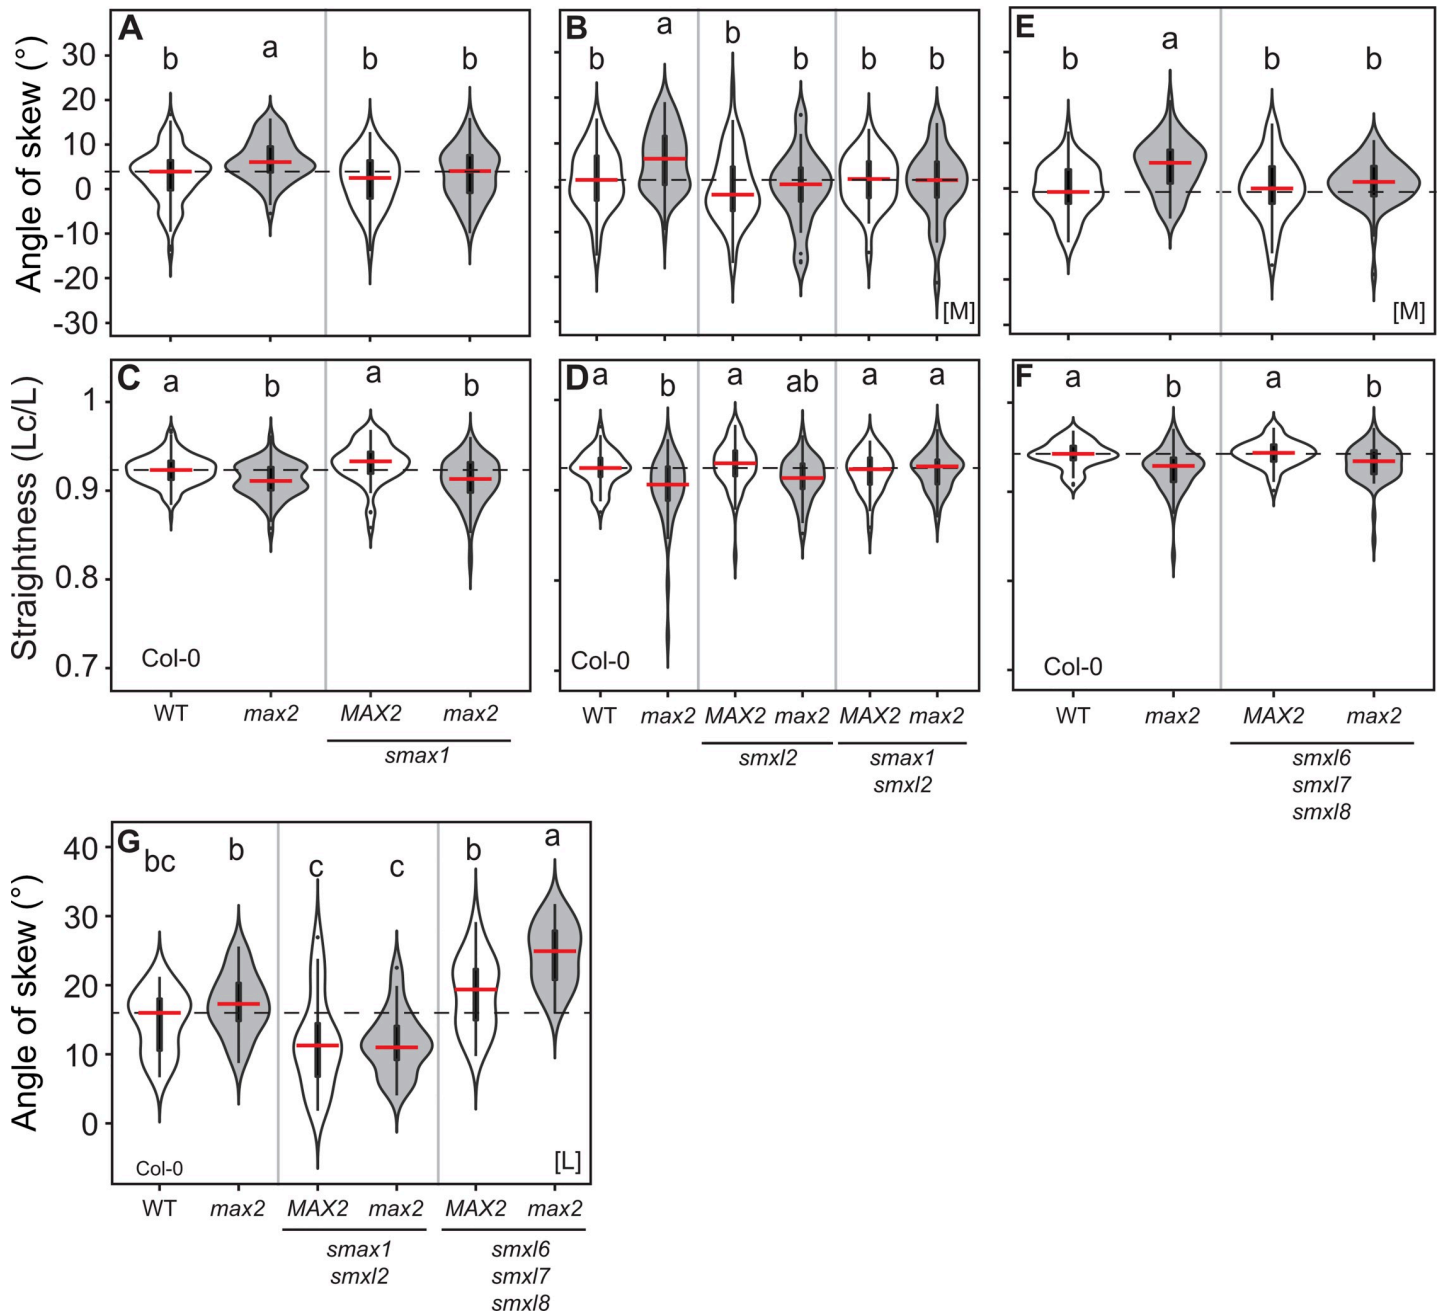 A
B
E
Angle of skew (°)
30
20
10
0
-10
-20
-30
b a b b
b a b b b b
b a b b
[M]
[M]
C
D
F
Straightness (Lc/L)
1
0.9
0.8
0.7
a b a b
a b a ab a a
a b a b
Col-0
Col-0
Col-0
WT max2 MAX2 max2
WT max2 MAX2 max2 MAX2 max2
WT max2 MAX2 max2
smax1
smxl2
smax1
smxl2
smxl6
smxl7
smxl8
G
Angle of skew (°)
40
30
20
10
0
bc b c c b a
Col-0
[L]
WT max2 MAX2 max2 MAX2 max2
smax1
smxl2
smxl6
smxl7
smxl8